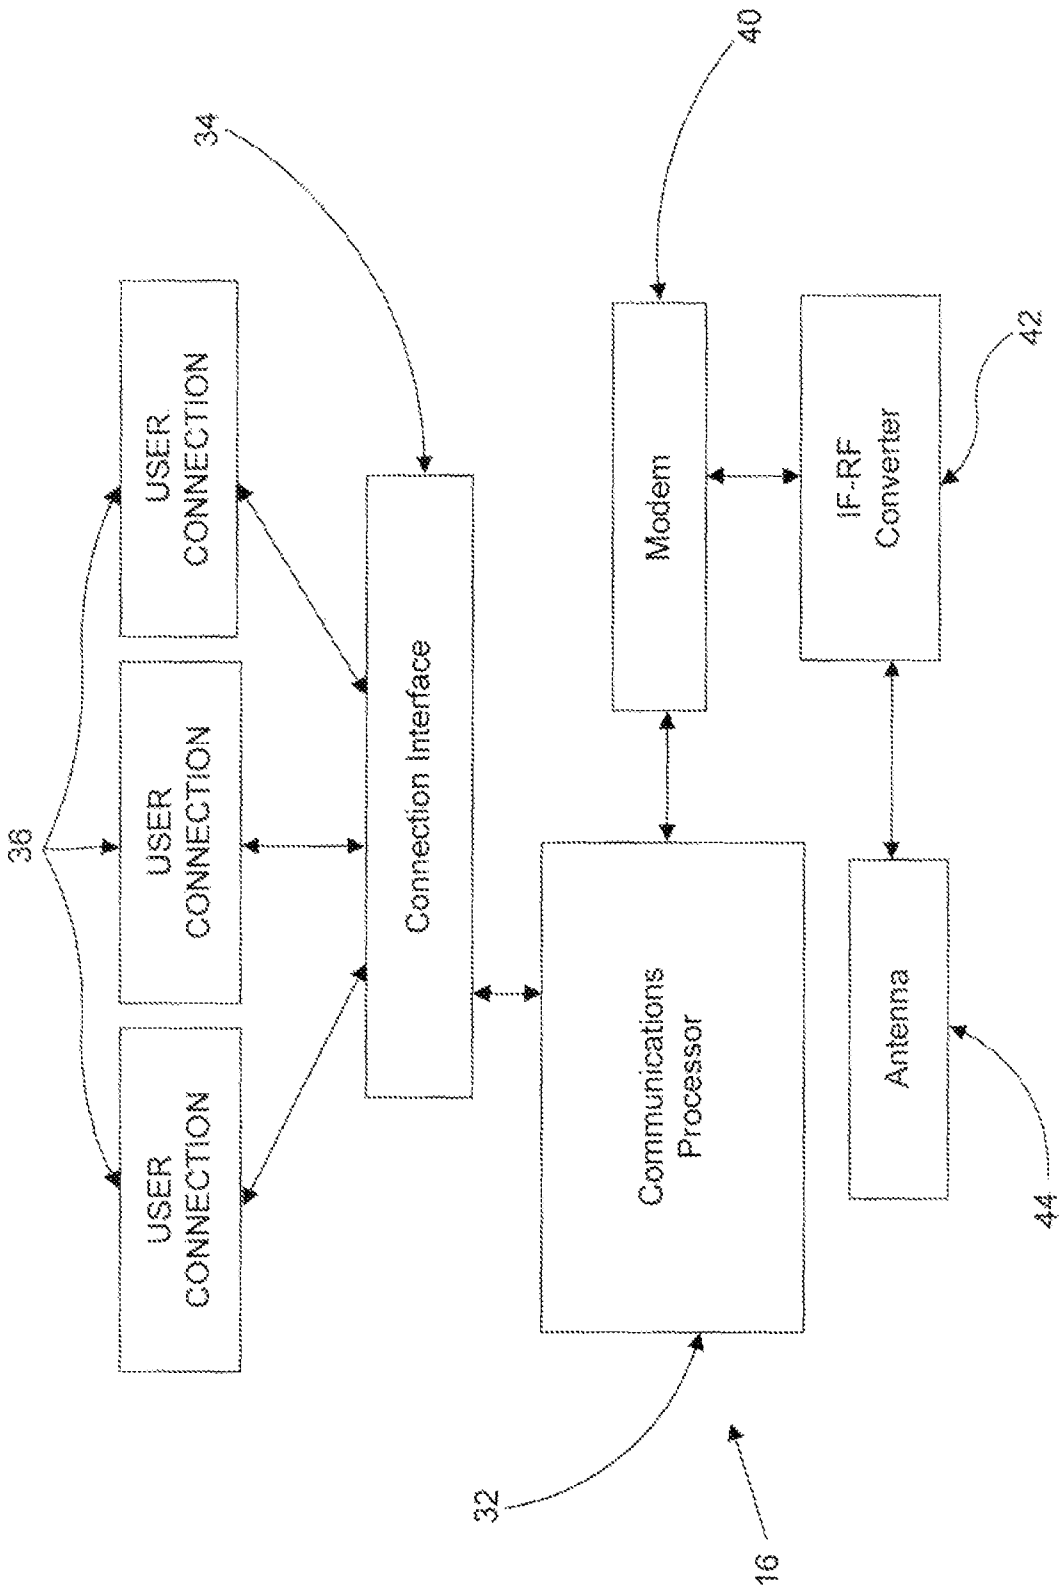 36
USER
CONNECTION
USER
CONNECTION
USER
CONNECTION
34
Connection Interface
32
Communications
Processor
Modem
40
16
IF-RF
Converter
Antenna
42
44